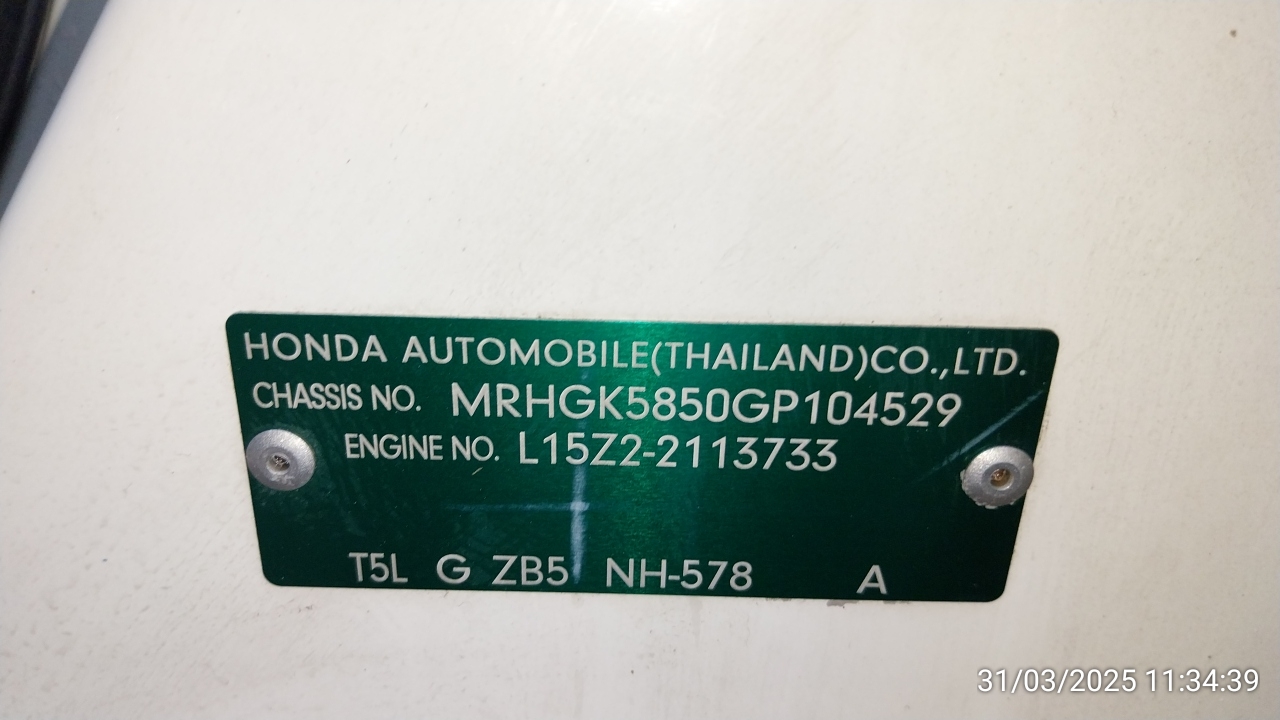 HONDA AUTOMOBILE(THAILAND)CO.,LTD.
CHASSIS NO. MRHGK5850GP104529
ENGINE NO. L15Z2-2113733
T5L G ZB5 NH-578 A
31/03/2025 11:34:39